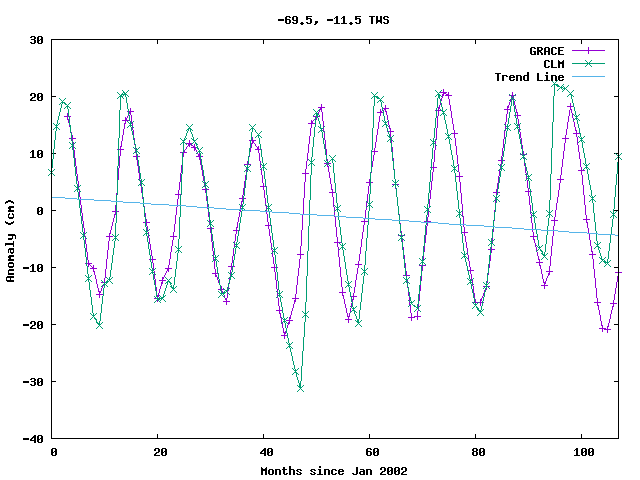 -69.5, -11.5 TWS
GRACE
CLM
Trend Line
30
20
10
0
-10
-20
-30
-40
Anomaly (cm)
0 20 40 60 80 100
Months since Jan 2002